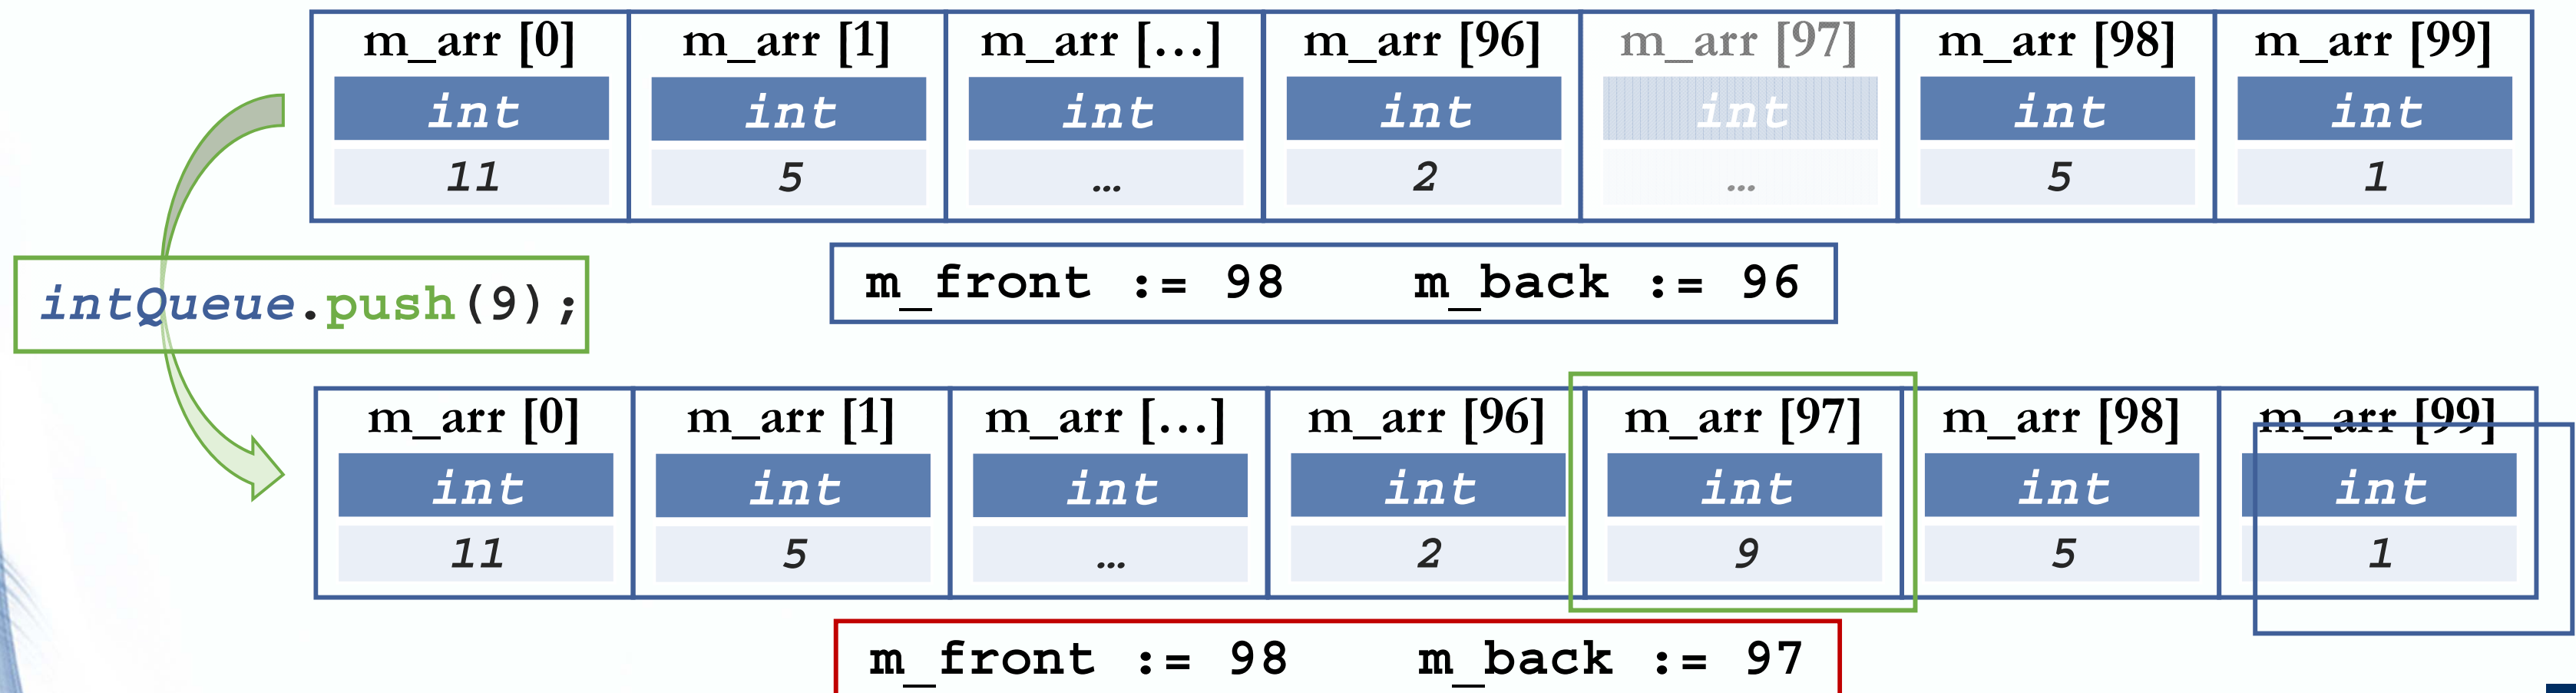 m_arr [0] m_arr [1] m_arr […] m_arr [96] m_arr [97] m_arr [98] m_arr [99]
int int int int int int int
11 5 … 2 … 5 1
m_front := 98 m_back := 96
intQueue.push(9);
m_arr [0] m_arr [1] m_arr […] m_arr [96] m_arr [97] m_arr [98] m_arr [99]
int int int int int int int
11 5 … 2 9 5 1
m_front := 98 m_back := 97